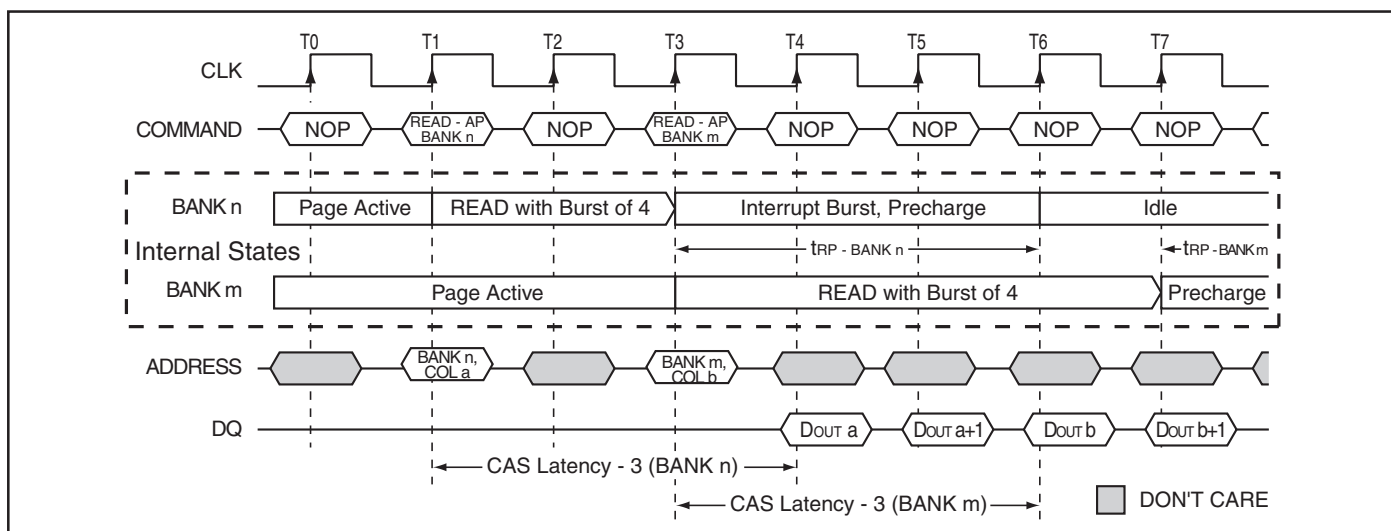 T0 T1 T2 T3 T4 T5 T6 T7
CLK
COMMAND NOP READ - AP BANK n NOP READ - AP BANK m NOP NOP NOP NOP
BANK n Page Active READ with Burst of 4 Interrupt Burst, Precharge Idle
Internal States tRP - BANK n tRP - BANK m
BANK m Page Active READ with Burst of 4 Precharge
ADDRESS BANK n, COL a BANK m, COL b
DQ DOUT a DOUT a+1 DOUT b DOUT b+1
CAS Latency - 3 (BANK n)
CAS Latency - 3 (BANK m) DON'T CARE